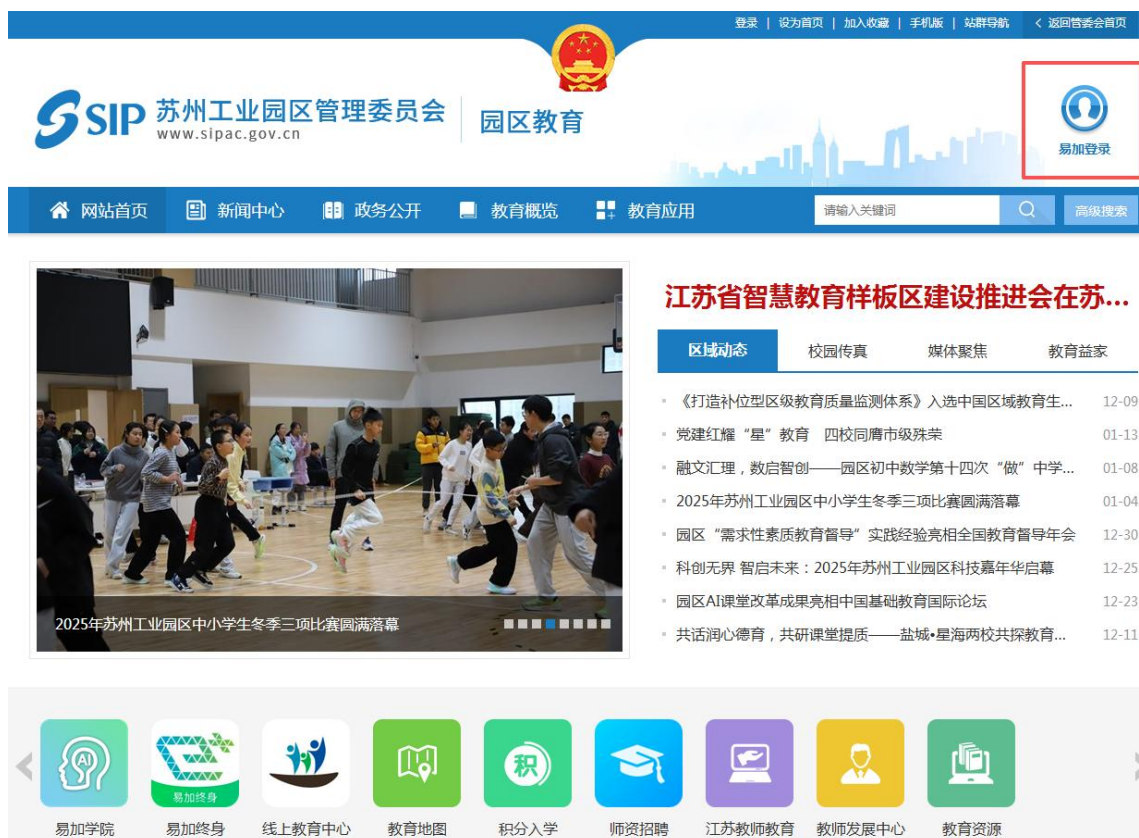 登录 | 设为首页 | 加入收藏 | 手机版 | 站群导航 < 返回管委会首页
SIP 苏州工业园区管理委员会
www.sipac.gov.cn
园区教育
易加登录
网站首页 新闻中心 政务公开 教育概览 教育应用 请输入关键词 高级搜索
江苏省智慧教育样板区建设推进会在苏...
区域动态 校园传真 媒体聚焦 教育益家
《打造补位型区级教育质量监测体系》入选中国区域教育生... 12-09
党建红耀“星”教育 四校同膺市级殊荣 01-13
融文汇理，数启智创——园区初中数学第十四次“做”中学... 01-08
2025年苏州工业园区中小学生冬季三项比赛圆满落幕 01-04
园区“需求性素质教育督导”实践经验亮相全国教育督导年会 12-30
科创无界 智启未来：2025年苏州工业园区科技嘉年华启幕 12-25
园区AI课堂改革成果亮相中国基础教育国际论坛 12-23
共话润心德育，共研课堂提质——盐城•星海两校共探教育... 12-11
2025年苏州工业园区中小学生冬季三项比赛圆满落幕
AI
易加终身
积
易加学院 易加终身 线上教育中心 教育地图 积分入学 师资招聘 江苏教师教育 教师发展中心 教育资源